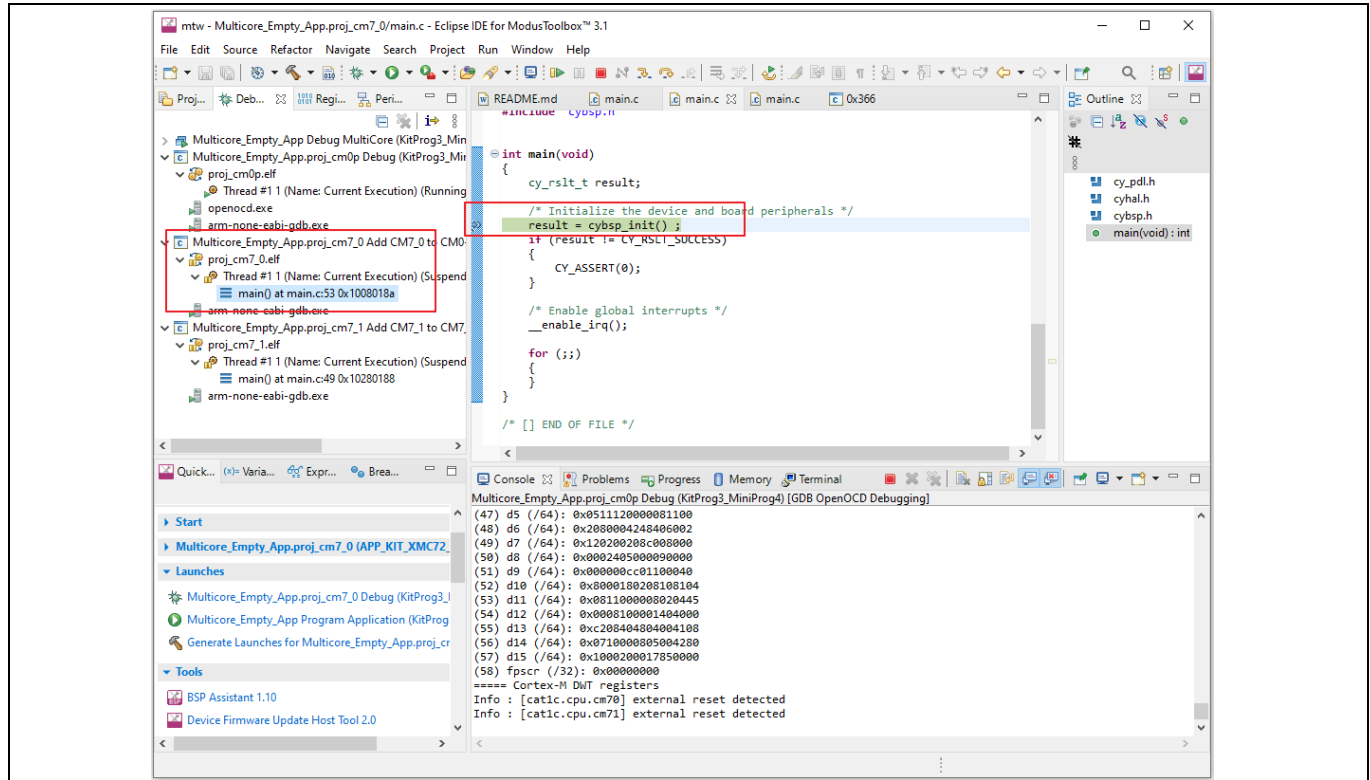 mtw - Multicore_Empty_App.proj_cm7_0/main.c - Eclipse IDE for ModusToolbox™ 3.1
File Edit Source Refactor Navigate Search Project Run Window Help
Proj... Deb... Regi... Peri...
Multicore_Empty_App Debug MultiCore (KitProg3_Min
Multicore_Empty_App.proj_cm0p Debug (KitProg3_Mi
proj_cm0p.elf
Thread #1 1 (Name: Current Execution) (Running
openocd.exe
arm-none-eabi-gdb.exe
Multicore_Empty_App.proj_cm7_0 Add CM7_0 to CM0
proj_cm7_0.elf
Thread #1 1 (Name: Current Execution) (Suspend
main() at main.c:53 0x1008018a
arm-none-eabi-gdb.exe
Multicore_Empty_App.proj_cm7_1 Add CM7_1 to CM7_
proj_cm7_1.elf
Thread #1 1 (Name: Current Execution) (Suspend
main() at main.c:49 0x10280188
arm-none-eabi-gdb.exe
README.md main.c main.c main.c 0x366
#include "cybsp.h"
int main(void)
{
cy_rslt_t result;
/* Initialize the device and board peripherals */
result = cybsp_init() ;
if (result != CY_RSLT_SUCCESS)
{
CY_ASSERT(0);
}
/* Enable global interrupts */
__enable_irq();
for (;;)
{
}
}
/* [] END OF FILE */
Outline
cy_pdl.h
cyhal.h
cybsp.h
main(void) : int
Quick... (x)= Varia... Expr... Brea...
Start
Multicore_Empty_App.proj_cm7_0 (APP_KIT_XMC72_
Launches
Multicore_Empty_App.proj_cm7_0 Debug (KitProg3_
Multicore_Empty_App Program Application (KitProg
Generate Launches for Multicore_Empty_App.proj_cr
Tools
BSP Assistant 1.10
Device Firmware Update Host Tool 2.0
Console Problems Progress Memory Terminal
Multicore_Empty_App.proj_cm0p Debug (KitProg3_MiniProg4) [GDB OpenOCD Debugging]
(47) d5 (/64): 0x0511120000081100
(48) d6 (/64): 0x2080004248406002
(49) d7 (/64): 0x120200208c008000
(50) d8 (/64): 0x0002405000090000
(51) d9 (/64): 0x000000cc01100040
(52) d10 (/64): 0x8000180208108104
(53) d11 (/64): 0x0811000008020445
(54) d12 (/64): 0x0008100001404000
(55) d13 (/64): 0xc208404804004108
(56) d14 (/64): 0x0710000805004280
(57) d15 (/64): 0x1000200017850000
(58) fpscr (/32): 0x00000000
===== Cortex-M DWT registers
Info : [cat1c.cpu.cm70] external reset detected
Info : [cat1c.cpu.cm71] external reset detected